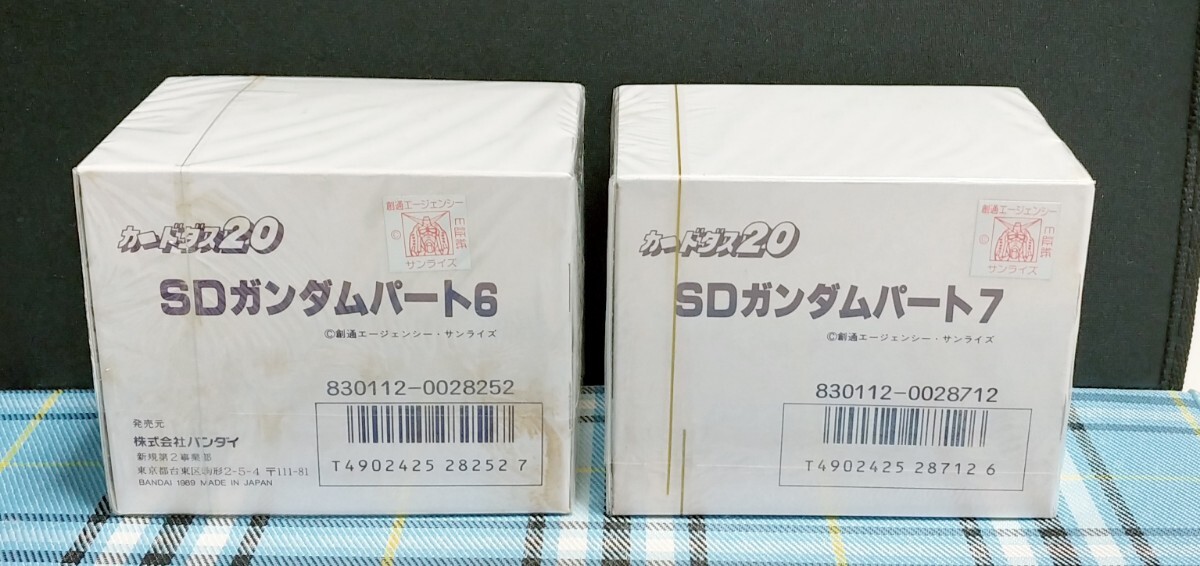 カードダス20
創通エージェンシー
©
証紙
サンライズ
SDガンダムパート6
©創通エージェンシー・サンライズ
830112-0028252
発売元
株式会社バンダイ
新規第2事業部
東京都台東区駒形2-5-4 〒111-81
BANDAI 1989 MADE IN JAPAN
T4902425 28252 7
カードダス20
創通エージェンシー
©
証紙
サンライズ
SDガンダムパート7
©創通エージェンシー・サンライズ
830112-0028712
T4902425 28712 6